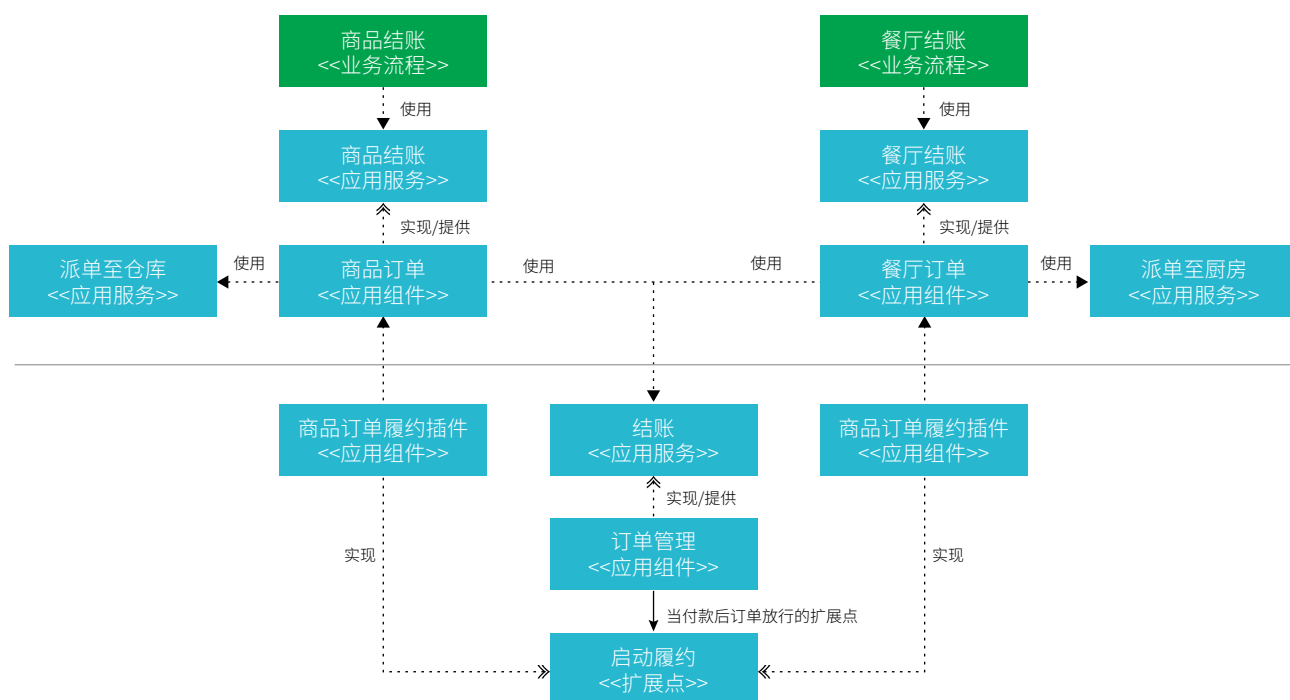 商品结账
<<业务流程>>
餐厅结账
<<业务流程>>
使用
使用
商品结账
<<应用服务>>
餐厅结账
<<应用服务>>
实现/提供
实现/提供
派单至仓库
<<应用服务>>
使用
商品订单
<<应用组件>>
使用
使用
餐厅订单
<<应用组件>>
使用
派单至厨房
<<应用服务>>
商品订单履约插件
<<应用组件>>
结账
<<应用服务>>
商品订单履约插件
<<应用组件>>
实现/提供
实现
订单管理
<<应用组件>>
实现
当付款后订单放行的扩展点
启动履约
<<扩展点>>